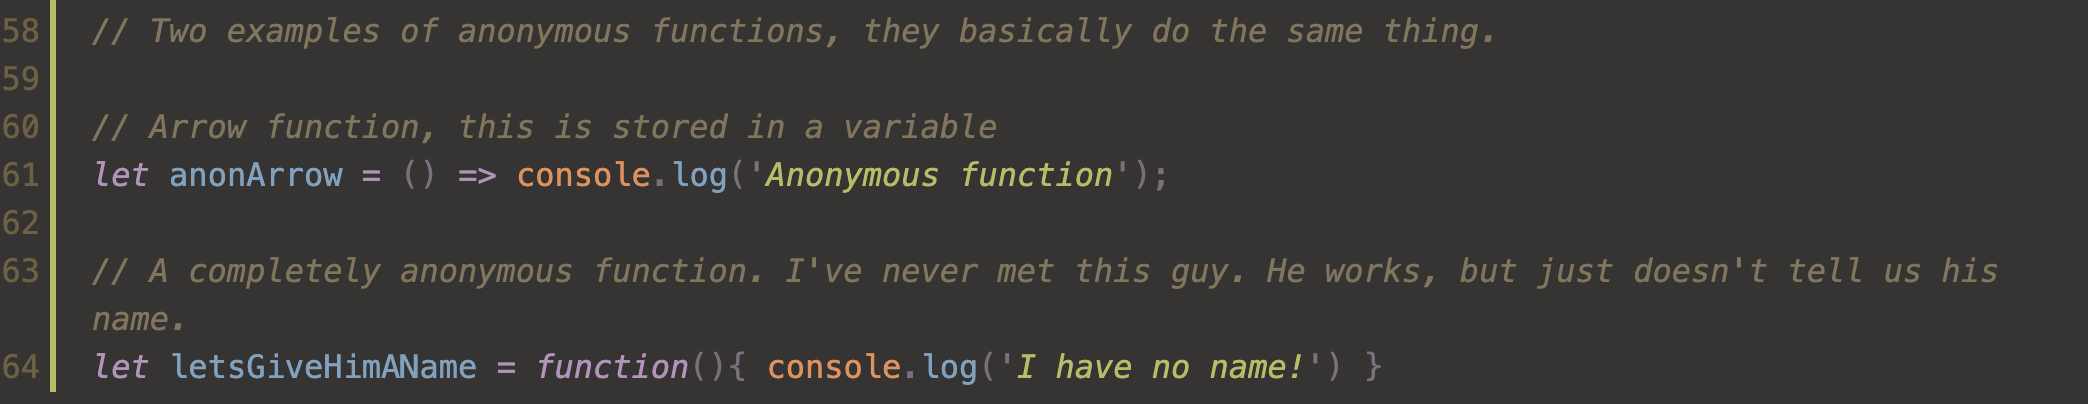 58 // Two examples of anonymous functions, they basically do the same thing.
59
60 // Arrow function, this is stored in a variable
61 let anonArrow = () => console.log('Anonymous function');
62
63 // A completely anonymous function. I've never met this guy. He works, but just doesn't tell us his
name.
64 let letsGiveHimAName = function(){ console.log('I have no name!') }